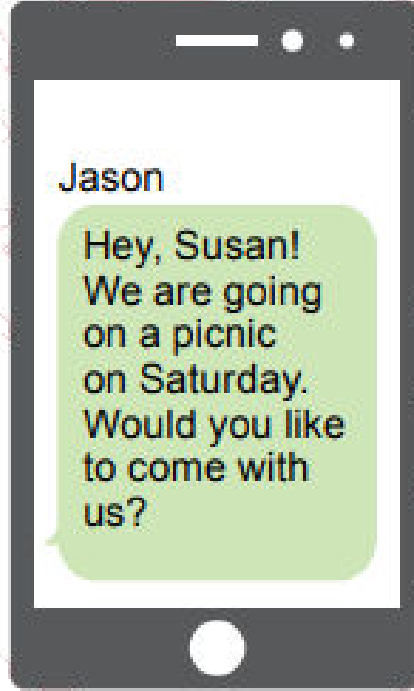 Jason
Hey, Susan!
We are going
on a picnic
on Saturday.
Would you like
to come with
us?